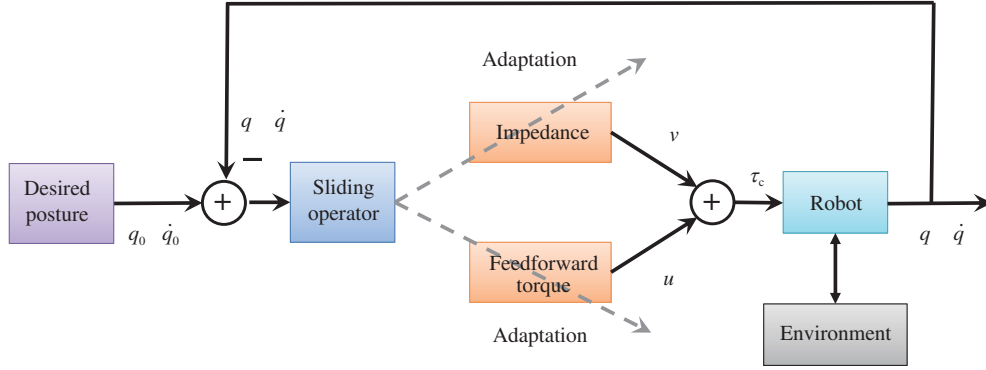 Adaptation
q q̇
−
Impedance
v
Desired
posture
+
Sliding
operator
+
τc
Robot
q0 q̇0
q q̇
Feedforward
torque
u
Adaptation
Environment